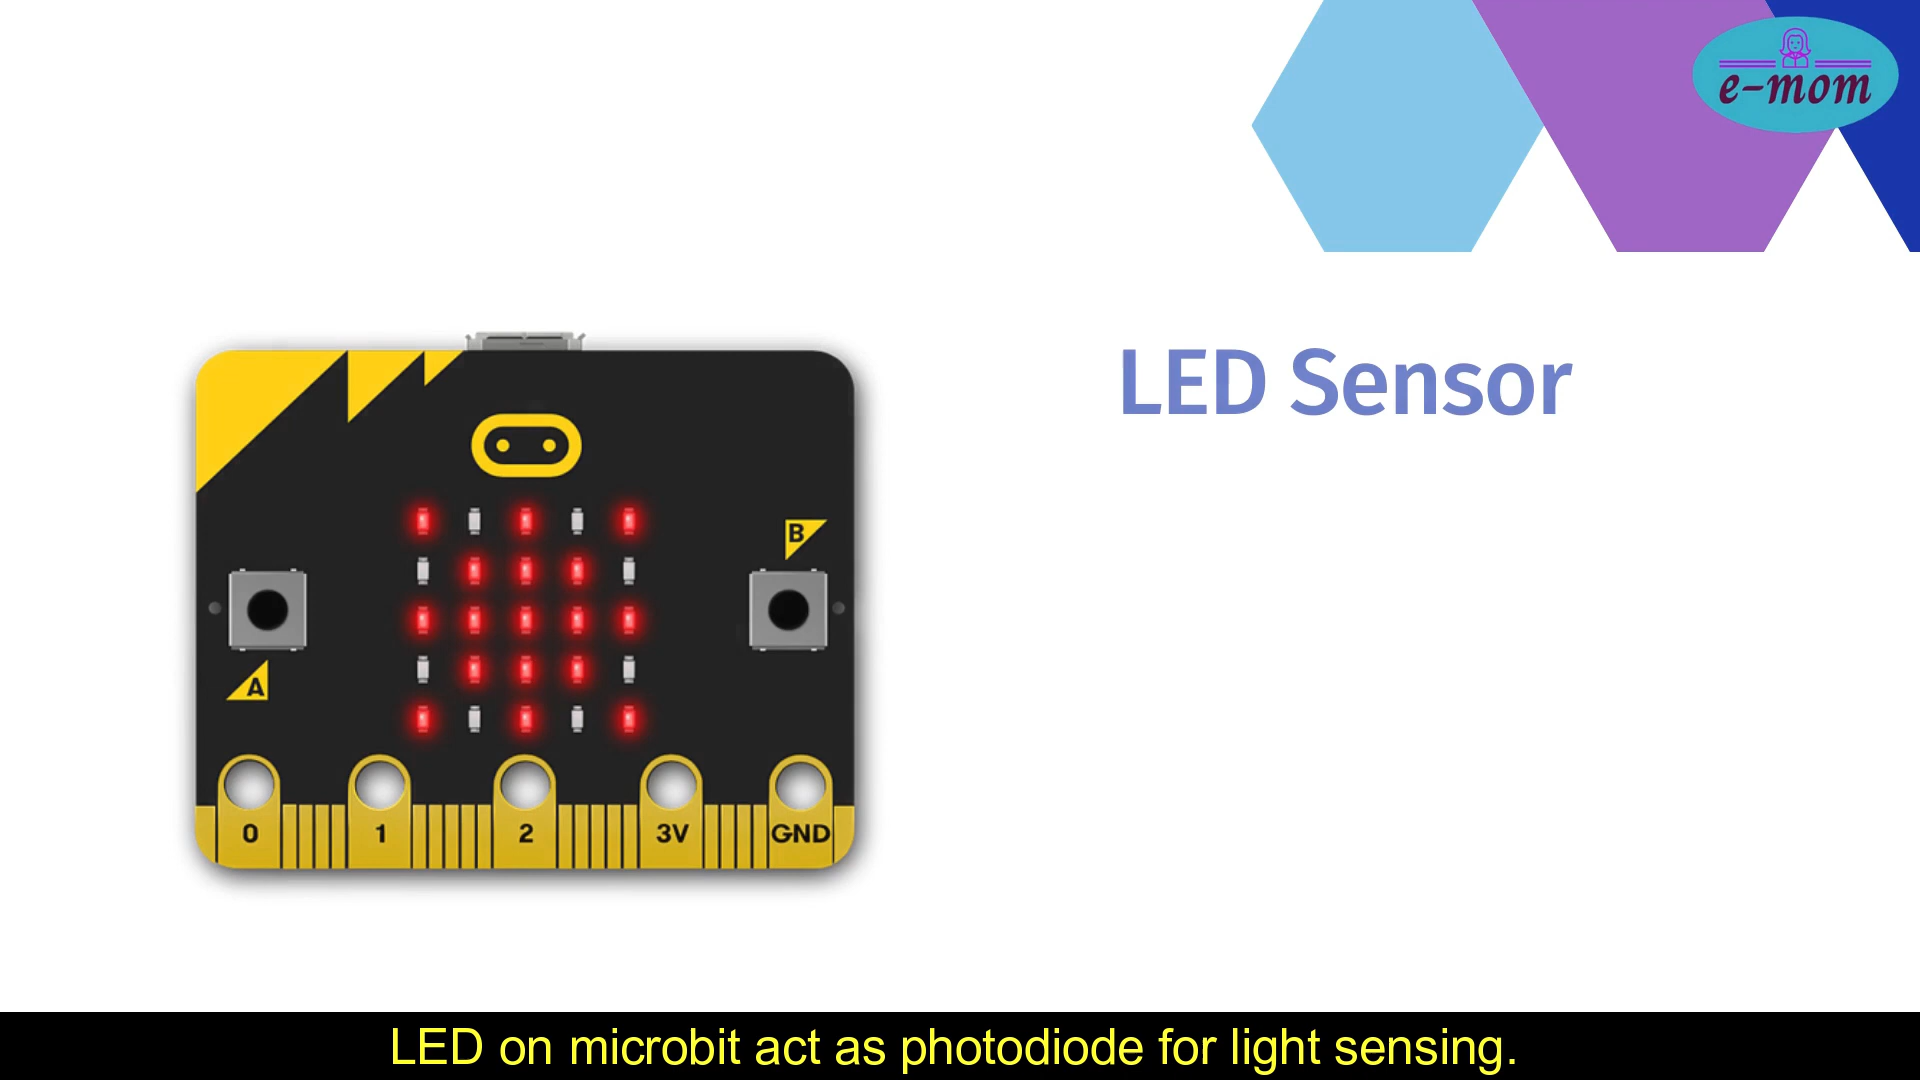 e-mom
LED Sensor
B
A
0 1 2 3V GND
LED on microbit act as photodiode for light sensing.